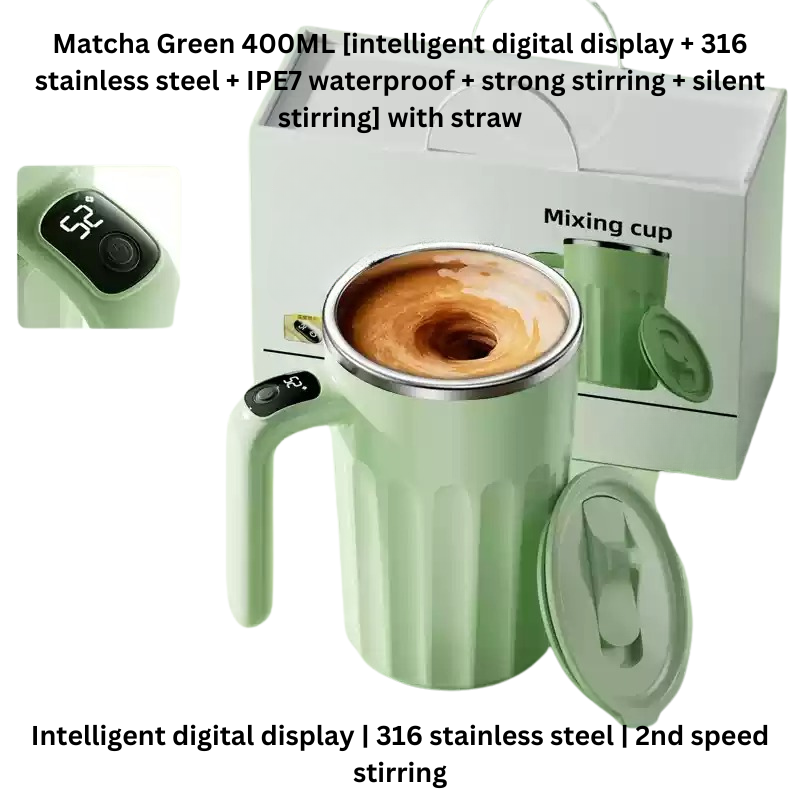 Matcha Green 400ML [intelligent digital display + 316
stainless steel + IPE7 waterproof + strong stirring + silent
stirring] with straw
52°
Mixing cup
52°
Intelligent digital display | 316 stainless steel | 2nd speed
stirring